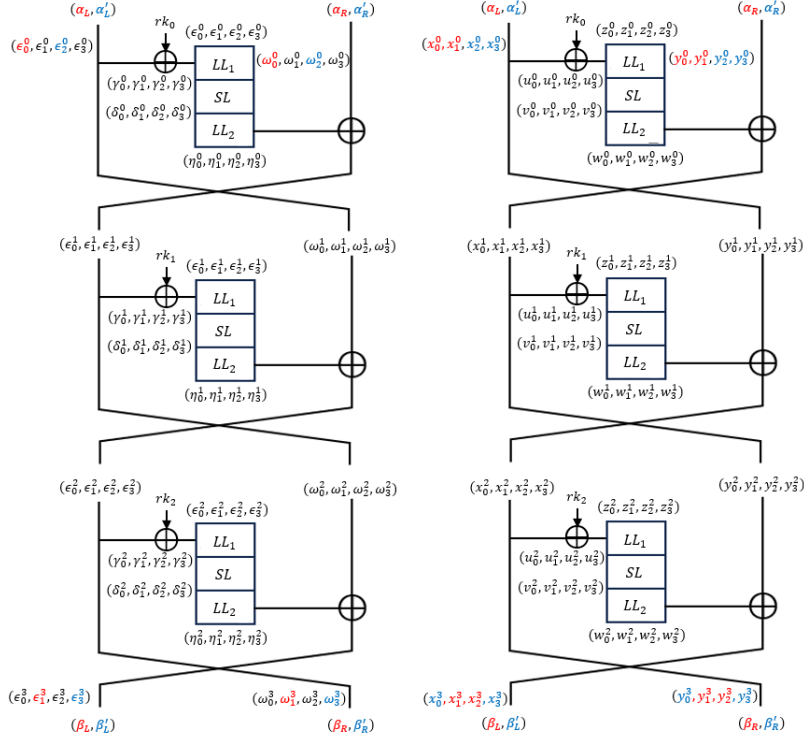 (α_L, α'_L) (α_R, α'_R)
(ϵ_0^0, ϵ_1^0, ϵ_2^0, ϵ_3^0) rk_0 (ϵ_0^0, ϵ_1^0, ϵ_2^0, ϵ_3^0)
LL_1 (ω_0^0, ω_1^0, ω_2^0, ω_3^0)
(γ_0^0, γ_1^0, γ_2^0, γ_3^0)
SL
(δ_0^0, δ_1^0, δ_2^0, δ_3^0)
LL_2
(η_0^0, η_1^0, η_2^0, η_3^0)
(ϵ_0^1, ϵ_1^1, ϵ_2^1, ϵ_3^1) (ω_0^1, ω_1^1, ω_2^1, ω_3^1)
rk_1 (ϵ_0^1, ϵ_1^1, ϵ_2^1, ϵ_3^1)
LL_1
(γ_0^1, γ_1^1, γ_2^1, γ_3^1)
SL
(δ_0^1, δ_1^1, δ_2^1, δ_3^1)
LL_2
(η_0^1, η_1^1, η_2^1, η_3^1)
(ϵ_0^2, ϵ_1^2, ϵ_2^2, ϵ_3^2) (ω_0^2, ω_1^2, ω_2^2, ω_3^2)
rk_2 (ϵ_0^2, ϵ_1^2, ϵ_2^2, ϵ_3^2)
LL_1
(γ_0^2, γ_1^2, γ_2^2, γ_3^2)
SL
(δ_0^2, δ_1^2, δ_2^2, δ_3^2)
LL_2
(η_0^2, η_1^2, η_2^2, η_3^2)
(ϵ_0^3, ϵ_1^3, ϵ_2^3, ϵ_3^3) (ω_0^3, ω_1^3, ω_2^3, ω_3^3)
(β_L, β'_L) (β_R, β'_R)
(α_L, α'_L) (α_R, α'_R)
(x_0^0, x_1^0, x_2^0, x_3^0) rk_0 (z_0^0, z_1^0, z_2^0, z_3^0)
LL_1 (y_0^0, y_1^0, y_2^0, y_3^0)
(u_0^0, u_1^0, u_2^0, u_3^0)
SL
(v_0^0, v_1^0, v_2^0, v_3^0)
LL_2
(w_0^0, w_1^0, w_2^0, w_3^0)
(x_0^1, x_1^1, x_2^1, x_3^1) (y_0^1, y_1^1, y_2^1, y_3^1)
rk_1 (z_0^1, z_1^1, z_2^1, z_3^1)
LL_1
(u_0^1, u_1^1, u_2^1, u_3^1)
SL
(v_0^1, v_1^1, v_2^1, v_3^1)
LL_2
(w_0^1, w_1^1, w_2^1, w_3^1)
(x_0^2, x_1^2, x_2^2, x_3^2) (y_0^2, y_1^2, y_2^2, y_3^2)
rk_2 (z_0^2, z_1^2, z_2^2, z_3^2)
LL_1
(u_0^2, u_1^2, u_2^2, u_3^2)
SL
(v_0^2, v_1^2, v_2^2, v_3^2)
LL_2
(w_0^2, w_1^2, w_2^2, w_3^2)
(x_0^3, x_1^3, x_2^3, x_3^3) (y_0^3, y_1^3, y_2^3, y_3^3)
(β_L, β'_L) (β_R, β'_R)